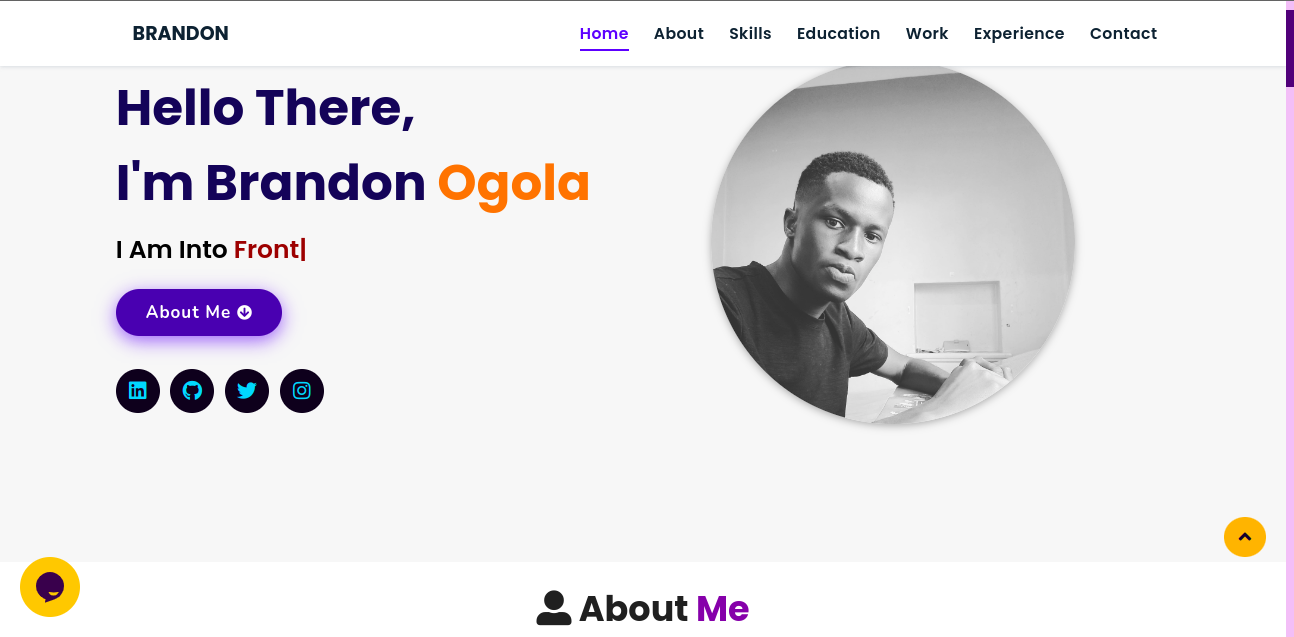 BRANDON
Home About Skills Education Work Experience Contact
Hello There,
I'm Brandon Ogola
I Am Into Front|
About Me
About Me